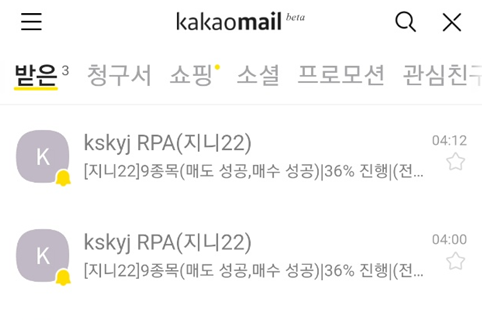 kakaomail beta
받은 3 청구서 쇼핑 소셜 프로모션 관심친구
K
kskyj RPA(지니22)
04:12
[지니22]9종목(매도 성공,매수 성공)|36% 진행|(전...
K
kskyj RPA(지니22)
04:00
[지니22]9종목(매도 성공,매수 성공)|36% 진행|(전...